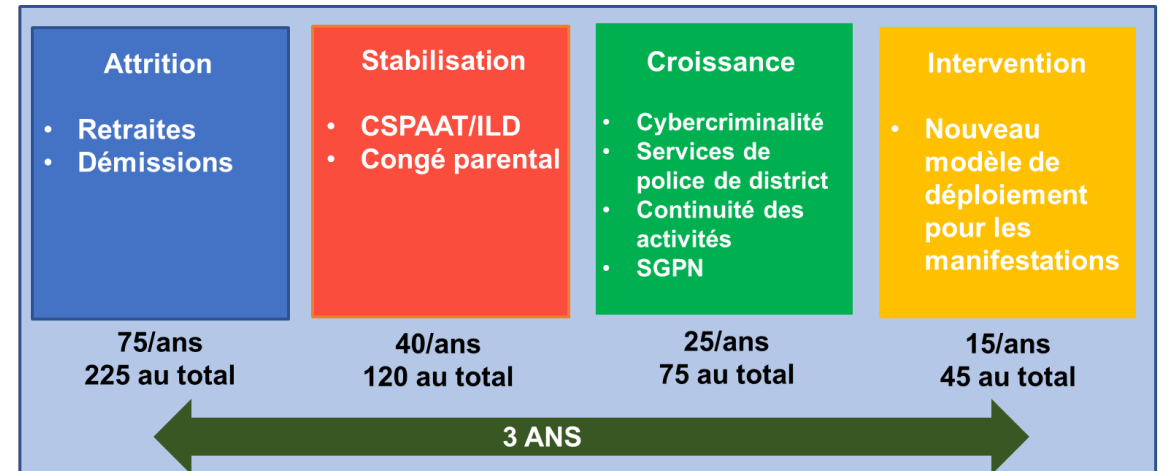 Attrition
• Retraites
• Démissions
75/ans
225 au total
Stabilisation
• CSPAAT/ILD
• Congé parental
40/ans
120 au total
Croissance
• Cybercriminalité
• Services de
police de district
• Continuité des
activités
• SGPN
25/ans
75 au total
Intervention
• Nouveau
modèle de
déploiement
pour les
manifestations
15/ans
45 au total
3 ANS